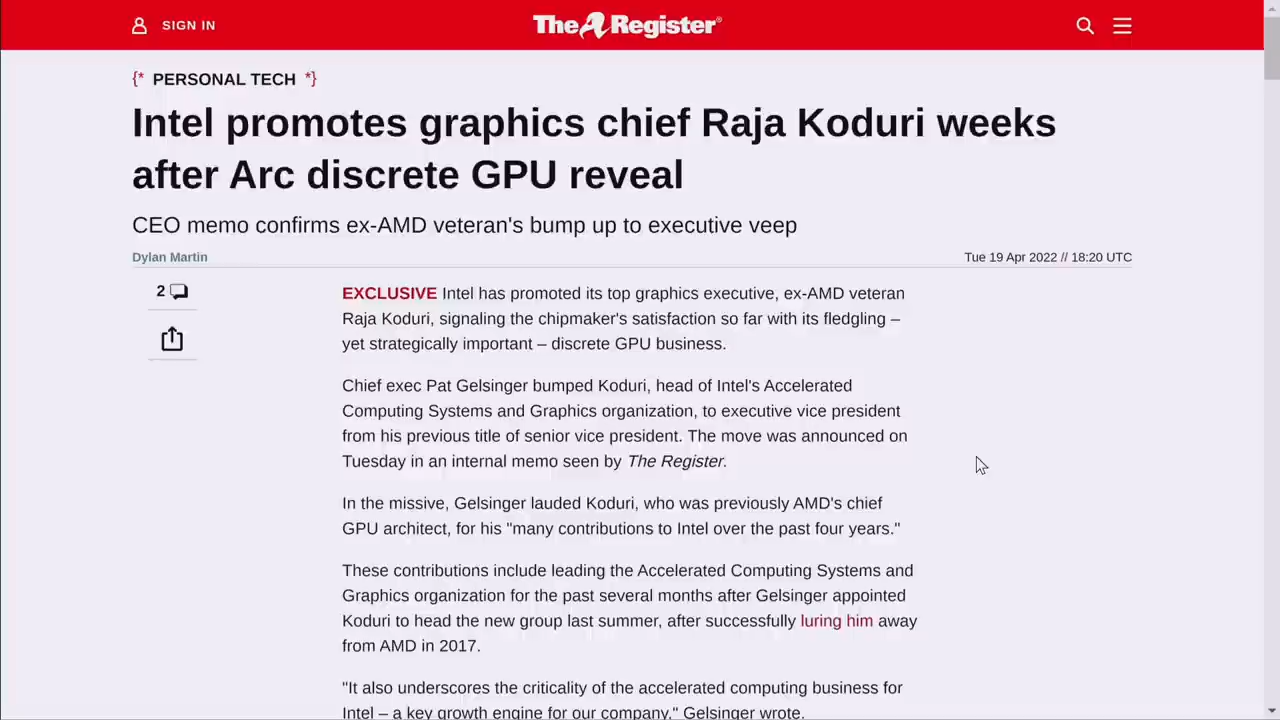 SIGN IN
The Register®
{* PERSONAL TECH *}
Intel promotes graphics chief Raja Koduri weeks
after Arc discrete GPU reveal
CEO memo confirms ex-AMD veteran's bump up to executive veep
Dylan Martin
Tue 19 Apr 2022 // 18:20 UTC
2
EXCLUSIVE Intel has promoted its top graphics executive, ex-AMD veteran
Raja Koduri, signaling the chipmaker's satisfaction so far with its fledgling –
yet strategically important – discrete GPU business.
Chief exec Pat Gelsinger bumped Koduri, head of Intel's Accelerated
Computing Systems and Graphics organization, to executive vice president
from his previous title of senior vice president. The move was announced on
Tuesday in an internal memo seen by The Register.
In the missive, Gelsinger lauded Koduri, who was previously AMD's chief
GPU architect, for his "many contributions to Intel over the past four years."
These contributions include leading the Accelerated Computing Systems and
Graphics organization for the past several months after Gelsinger appointed
Koduri to head the new group last summer, after successfully luring him away
from AMD in 2017.
"It also underscores the criticality of the accelerated computing business for
Intel – a key growth engine for our company," Gelsinger wrote.